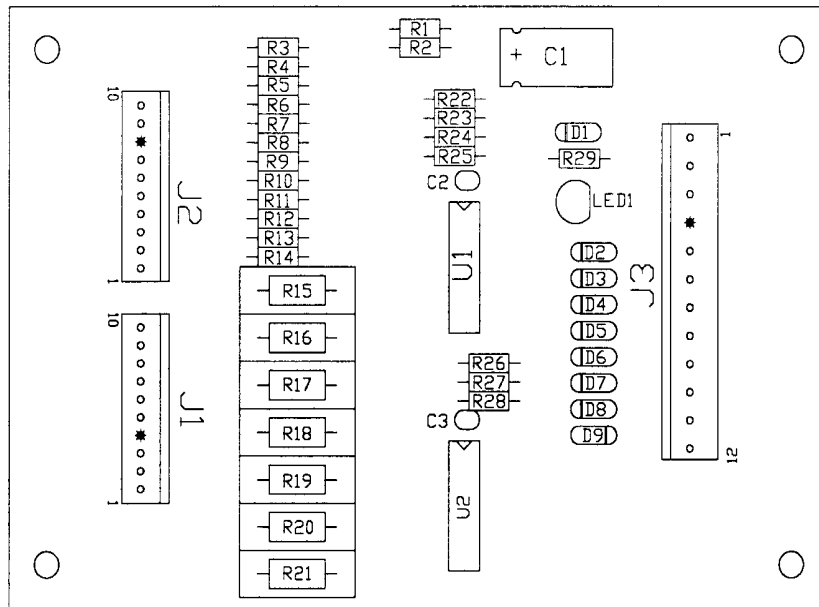 R1
R2
C1
+
R3
R4
R5
R6
R7
R8
R9
R10
R11
R12
R13
R14
R15
R16
R17
R18
R19
R20
R21
10
J2
1
10
J1
1
R22
R23
R24
R25
C2
U1
R26
R27
R28
C3
U2
D1
R29
LED1
D2
D3
D4
D5
D6
D7
D8
D9
1
J3
12